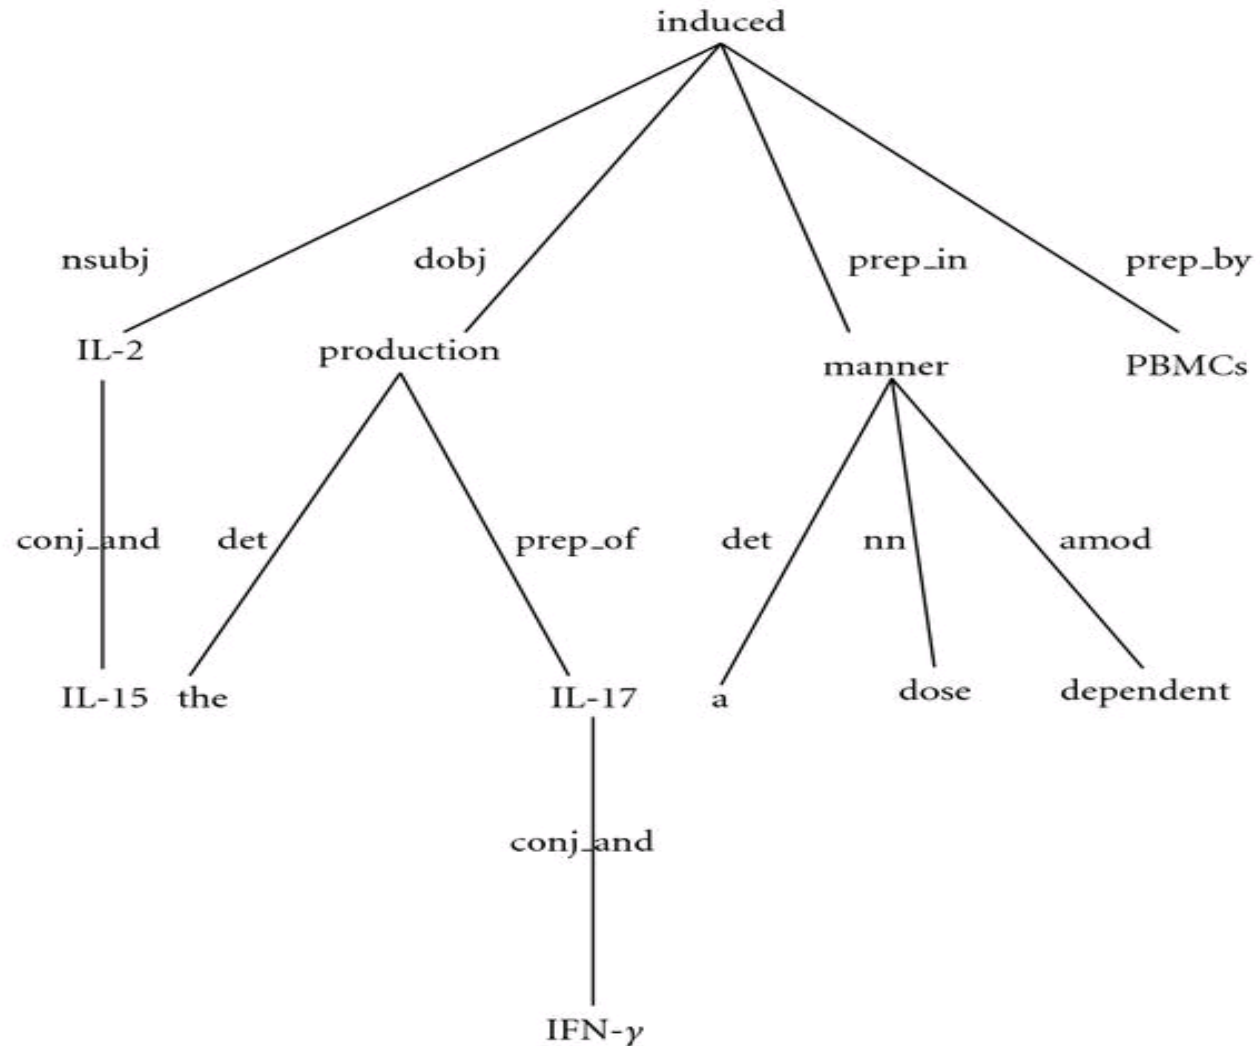 induced
nsubj dobj prep_in prep_by
IL-2 production manner PBMCs
conj_and det prep_of det nn amod
IL-15 the IL-17 a dose dependent
conj_and
IFN-γ